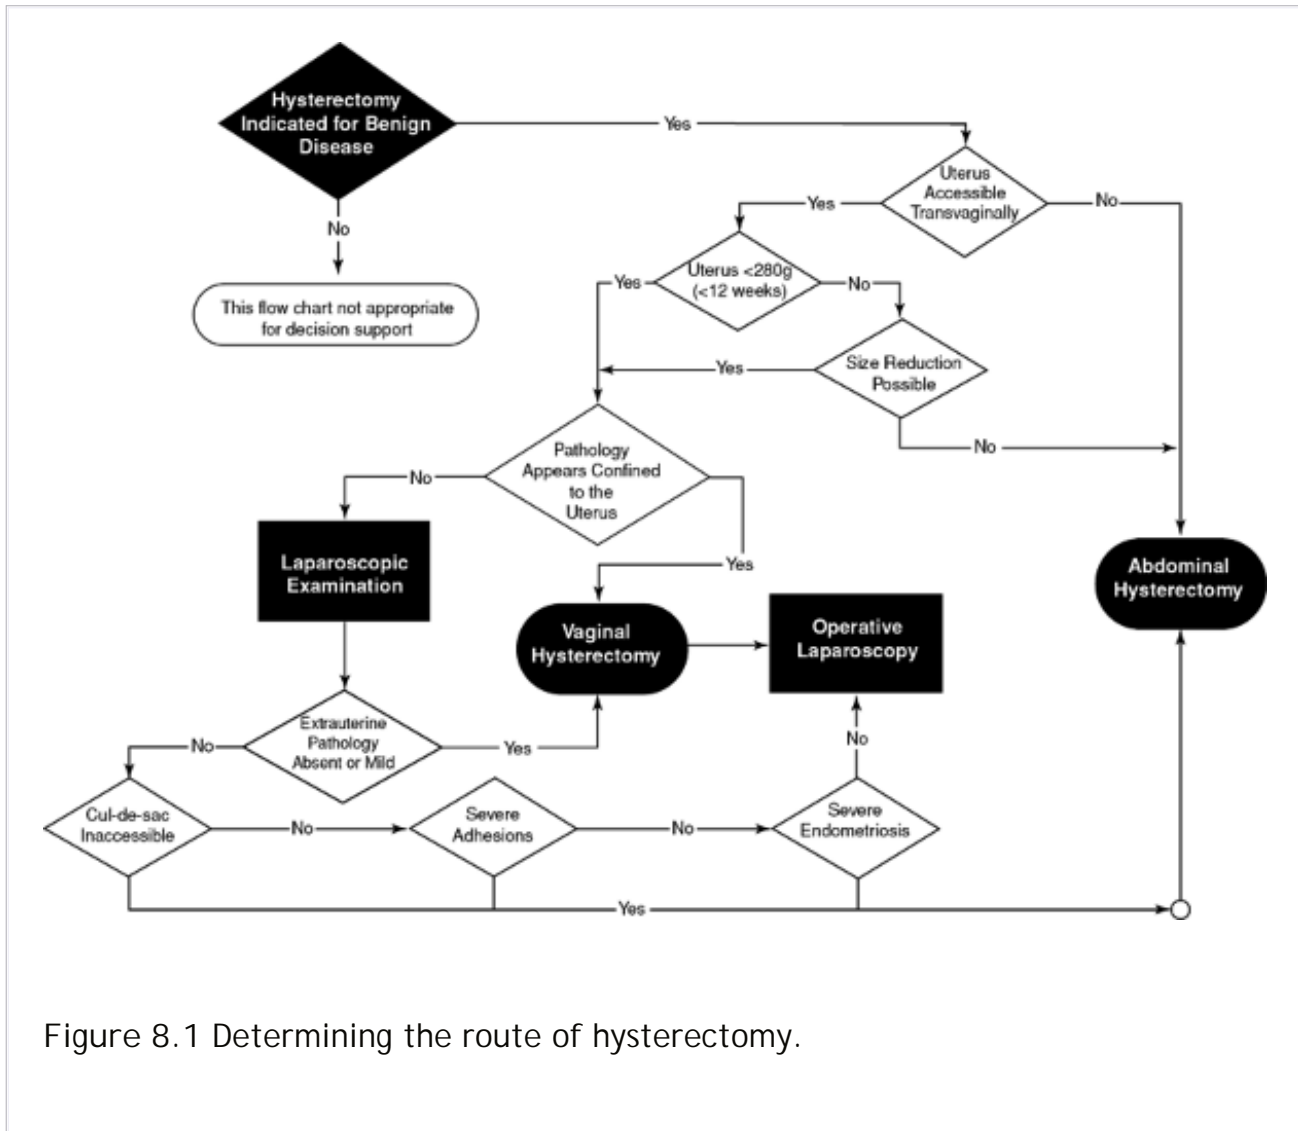 Hysterectomy
Indicated for Benign
Disease
Yes
No
This flow chart not appropriate
for decision support
Uterus
Accessible
Transvaginally
Yes
No
Uterus <280g
(<12 weeks)
Yes
No
Size Reduction
Possible
Yes
No
Pathology
Appears Confined
to the
Uterus
No
Yes
Laparoscopic
Examination
Vaginal
Hysterectomy
Operative
Laparoscopy
Abdominal
Hysterectomy
Extrauterine
Pathology
Absent or Mild
No
Yes
Cul-de-sac
Inaccessible
No
Severe
Adhesions
No
Severe
Endometriosis
No
Yes
Figure 8.1 Determining the route of hysterectomy.